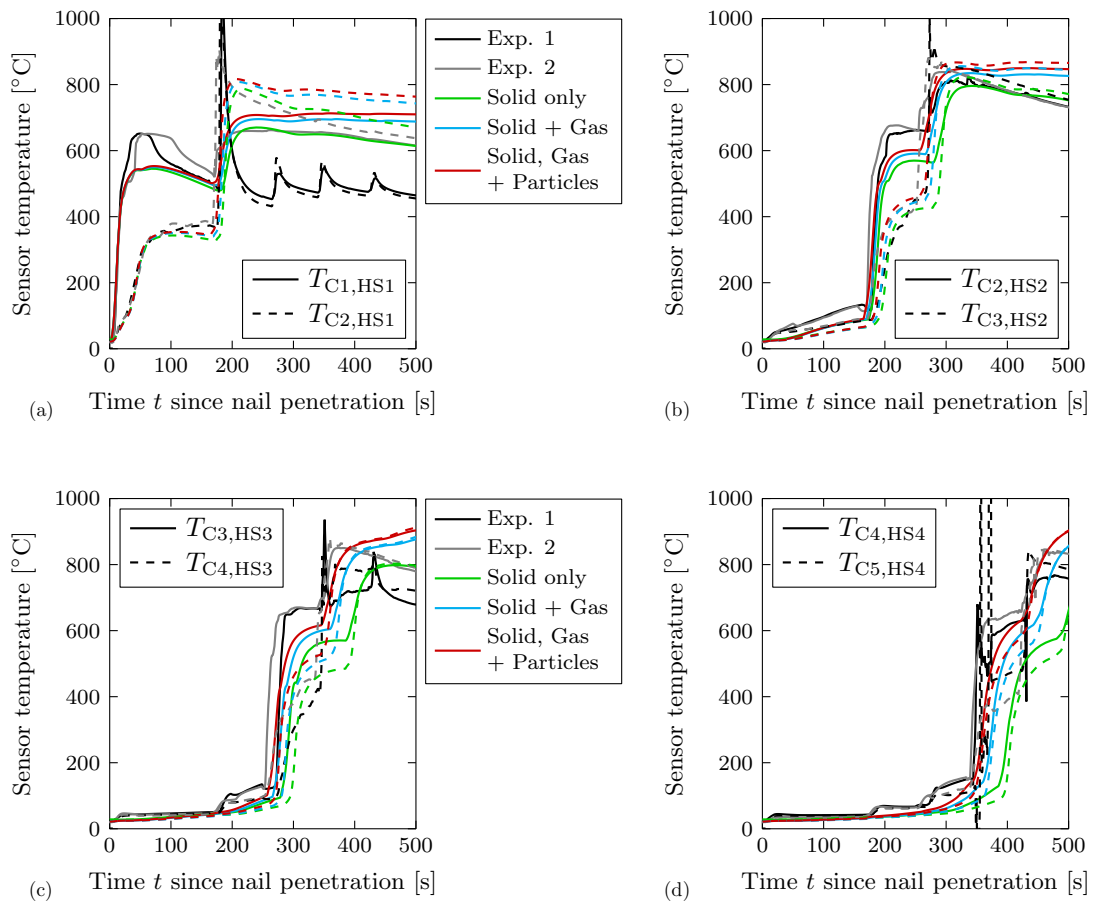 1000
800
600
400
200
0
0 100 200 300 400 500
Sensor temperature [°C]
Time t since nail penetration [s]
T_C1,HS1
T_C2,HS1
(a)
Exp. 1
Exp. 2
Solid only
Solid + Gas
Solid, Gas
+ Particles
1000
800
600
400
200
0
0 100 200 300 400 500
Sensor temperature [°C]
Time t since nail penetration [s]
T_C2,HS2
T_C3,HS2
(b)
1000
800
600
400
200
0
0 100 200 300 400 500
Sensor temperature [°C]
Time t since nail penetration [s]
T_C3,HS3
T_C4,HS3
(c)
Exp. 1
Exp. 2
Solid only
Solid + Gas
Solid, Gas
+ Particles
1000
800
600
400
200
0
0 100 200 300 400 500
Sensor temperature [°C]
Time t since nail penetration [s]
T_C4,HS4
T_C5,HS4
(d)